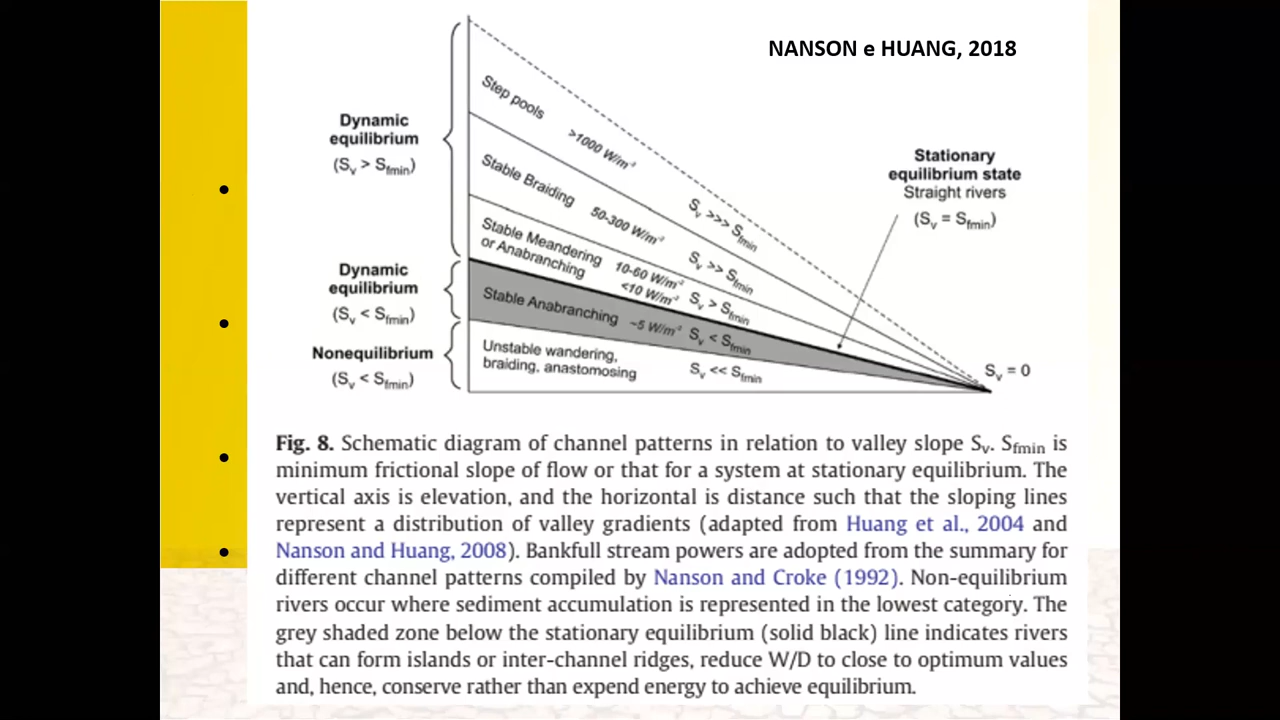 NANSON e HUANG, 2018
Dynamic
equilibrium
(Sv > Sfmin)
Dynamic
equilibrium
(Sv < Sfmin)
Nonequilibrium
(Sv < Sfmin)
Step pools
>1000 W/m-2
Sv >>> Sfmin
Stable Braiding
50-300 W/m-2
Sv >> Sfmin
Stable Meandering
or Anabranching
10-60 W/m-2
<10 W/m-2
Sv > Sfmin
Stable Anabranching
~5 W/m-2
Sv < Sfmin
Unstable wandering,
braiding, anastomosing
Sv << Sfmin
Stationary
equilibrium state
Straight rivers
(Sv = Sfmin)
Sv = 0
Fig. 8. Schematic diagram of channel patterns in relation to valley slope Sv. Sfmin is
minimum frictional slope of flow or that for a system at stationary equilibrium. The
vertical axis is elevation, and the horizontal is distance such that the sloping lines
represent a distribution of valley gradients (adapted from Huang et al., 2004 and
Nanson and Huang, 2008). Bankfull stream powers are adopted from the summary for
different channel patterns compiled by Nanson and Croke (1992). Non-equilibrium
rivers occur where sediment accumulation is represented in the lowest category. The
grey shaded zone below the stationary equilibrium (solid black) line indicates rivers
that can form islands or inter-channel ridges, reduce W/D to close to optimum values
and, hence, conserve rather than expend energy to achieve equilibrium.